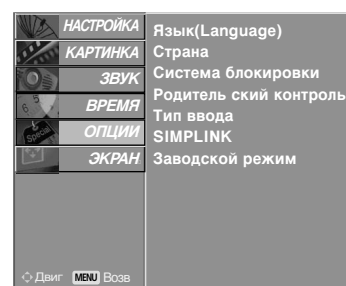 НАСТРОЙКА
КАРТИНКА
ЗВУК
ВРЕМЯ
ОПЦИИ
ЭКРАН
Язык(Language)
Страна
Система блокировки
Родитель ский контроль
Тип ввода
SIMPLINK
Заводской режим
Двиг MENU Возв